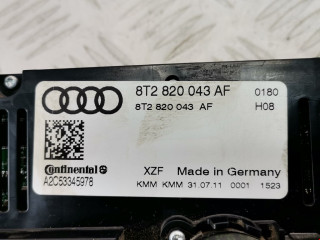 8T2 820 043 AF 0180
8T2 820 043 AF H08
Continental XZF Made in Germany
A2C53345978 KMM KMM 31.07.11 0001 1523